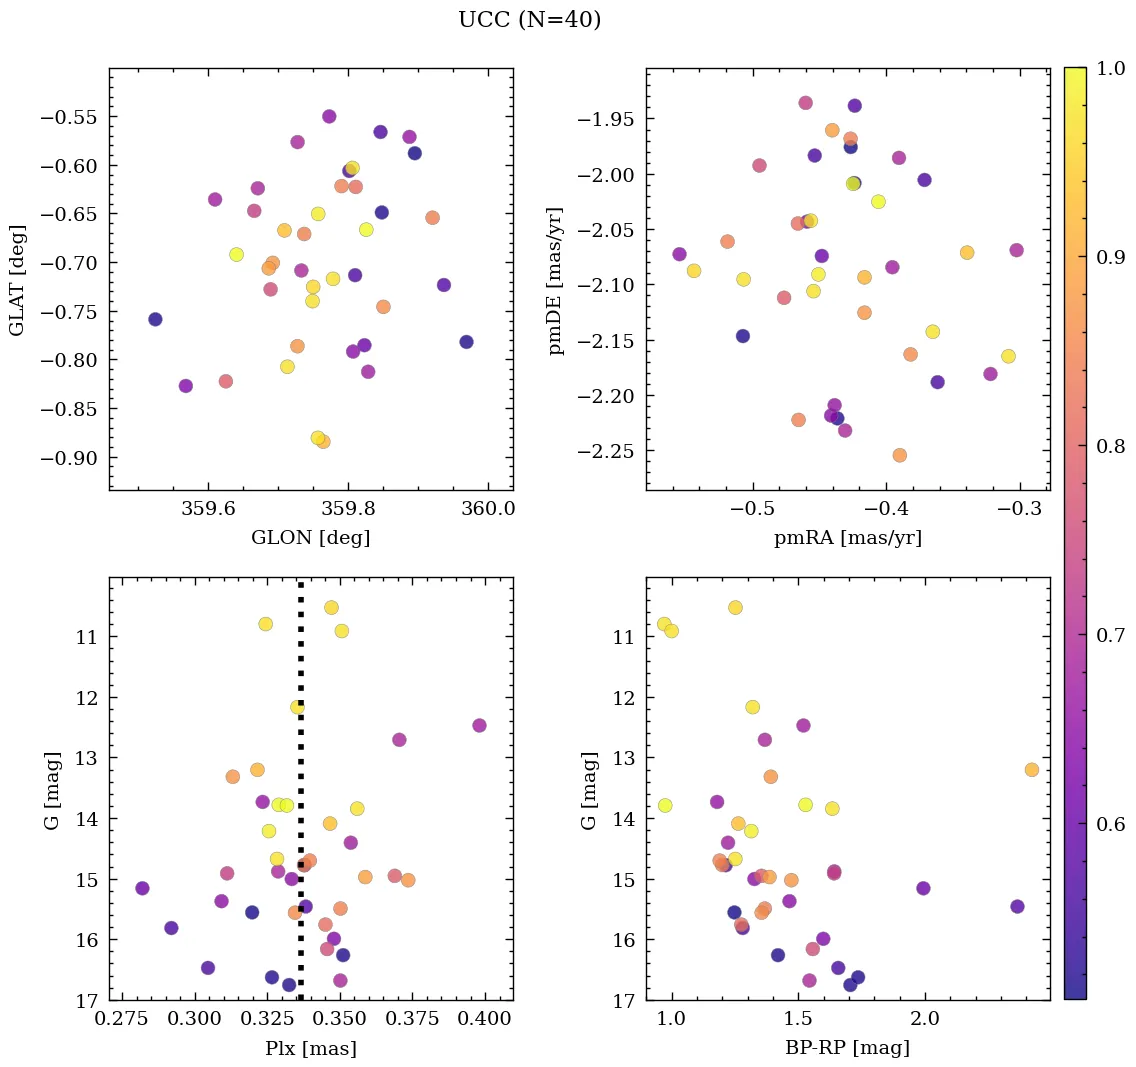 UCC (N=40)
−0.55
−0.60
−0.65
−0.70
−0.75
−0.80
−0.85
−0.90
GLAT [deg]
359.6 359.8 360.0
GLON [deg]
−1.95
−2.00
−2.05
−2.10
−2.15
−2.20
−2.25
pmDE [mas/yr]
−0.5 −0.4 −0.3
pmRA [mas/yr]
11
12
13
14
15
16
17
G [mag]
0.275 0.300 0.325 0.350 0.375 0.400
Plx [mas]
11
12
13
14
15
16
17
G [mag]
1.0 1.5 2.0
BP-RP [mag]
1.0
0.9
0.8
0.7
0.6